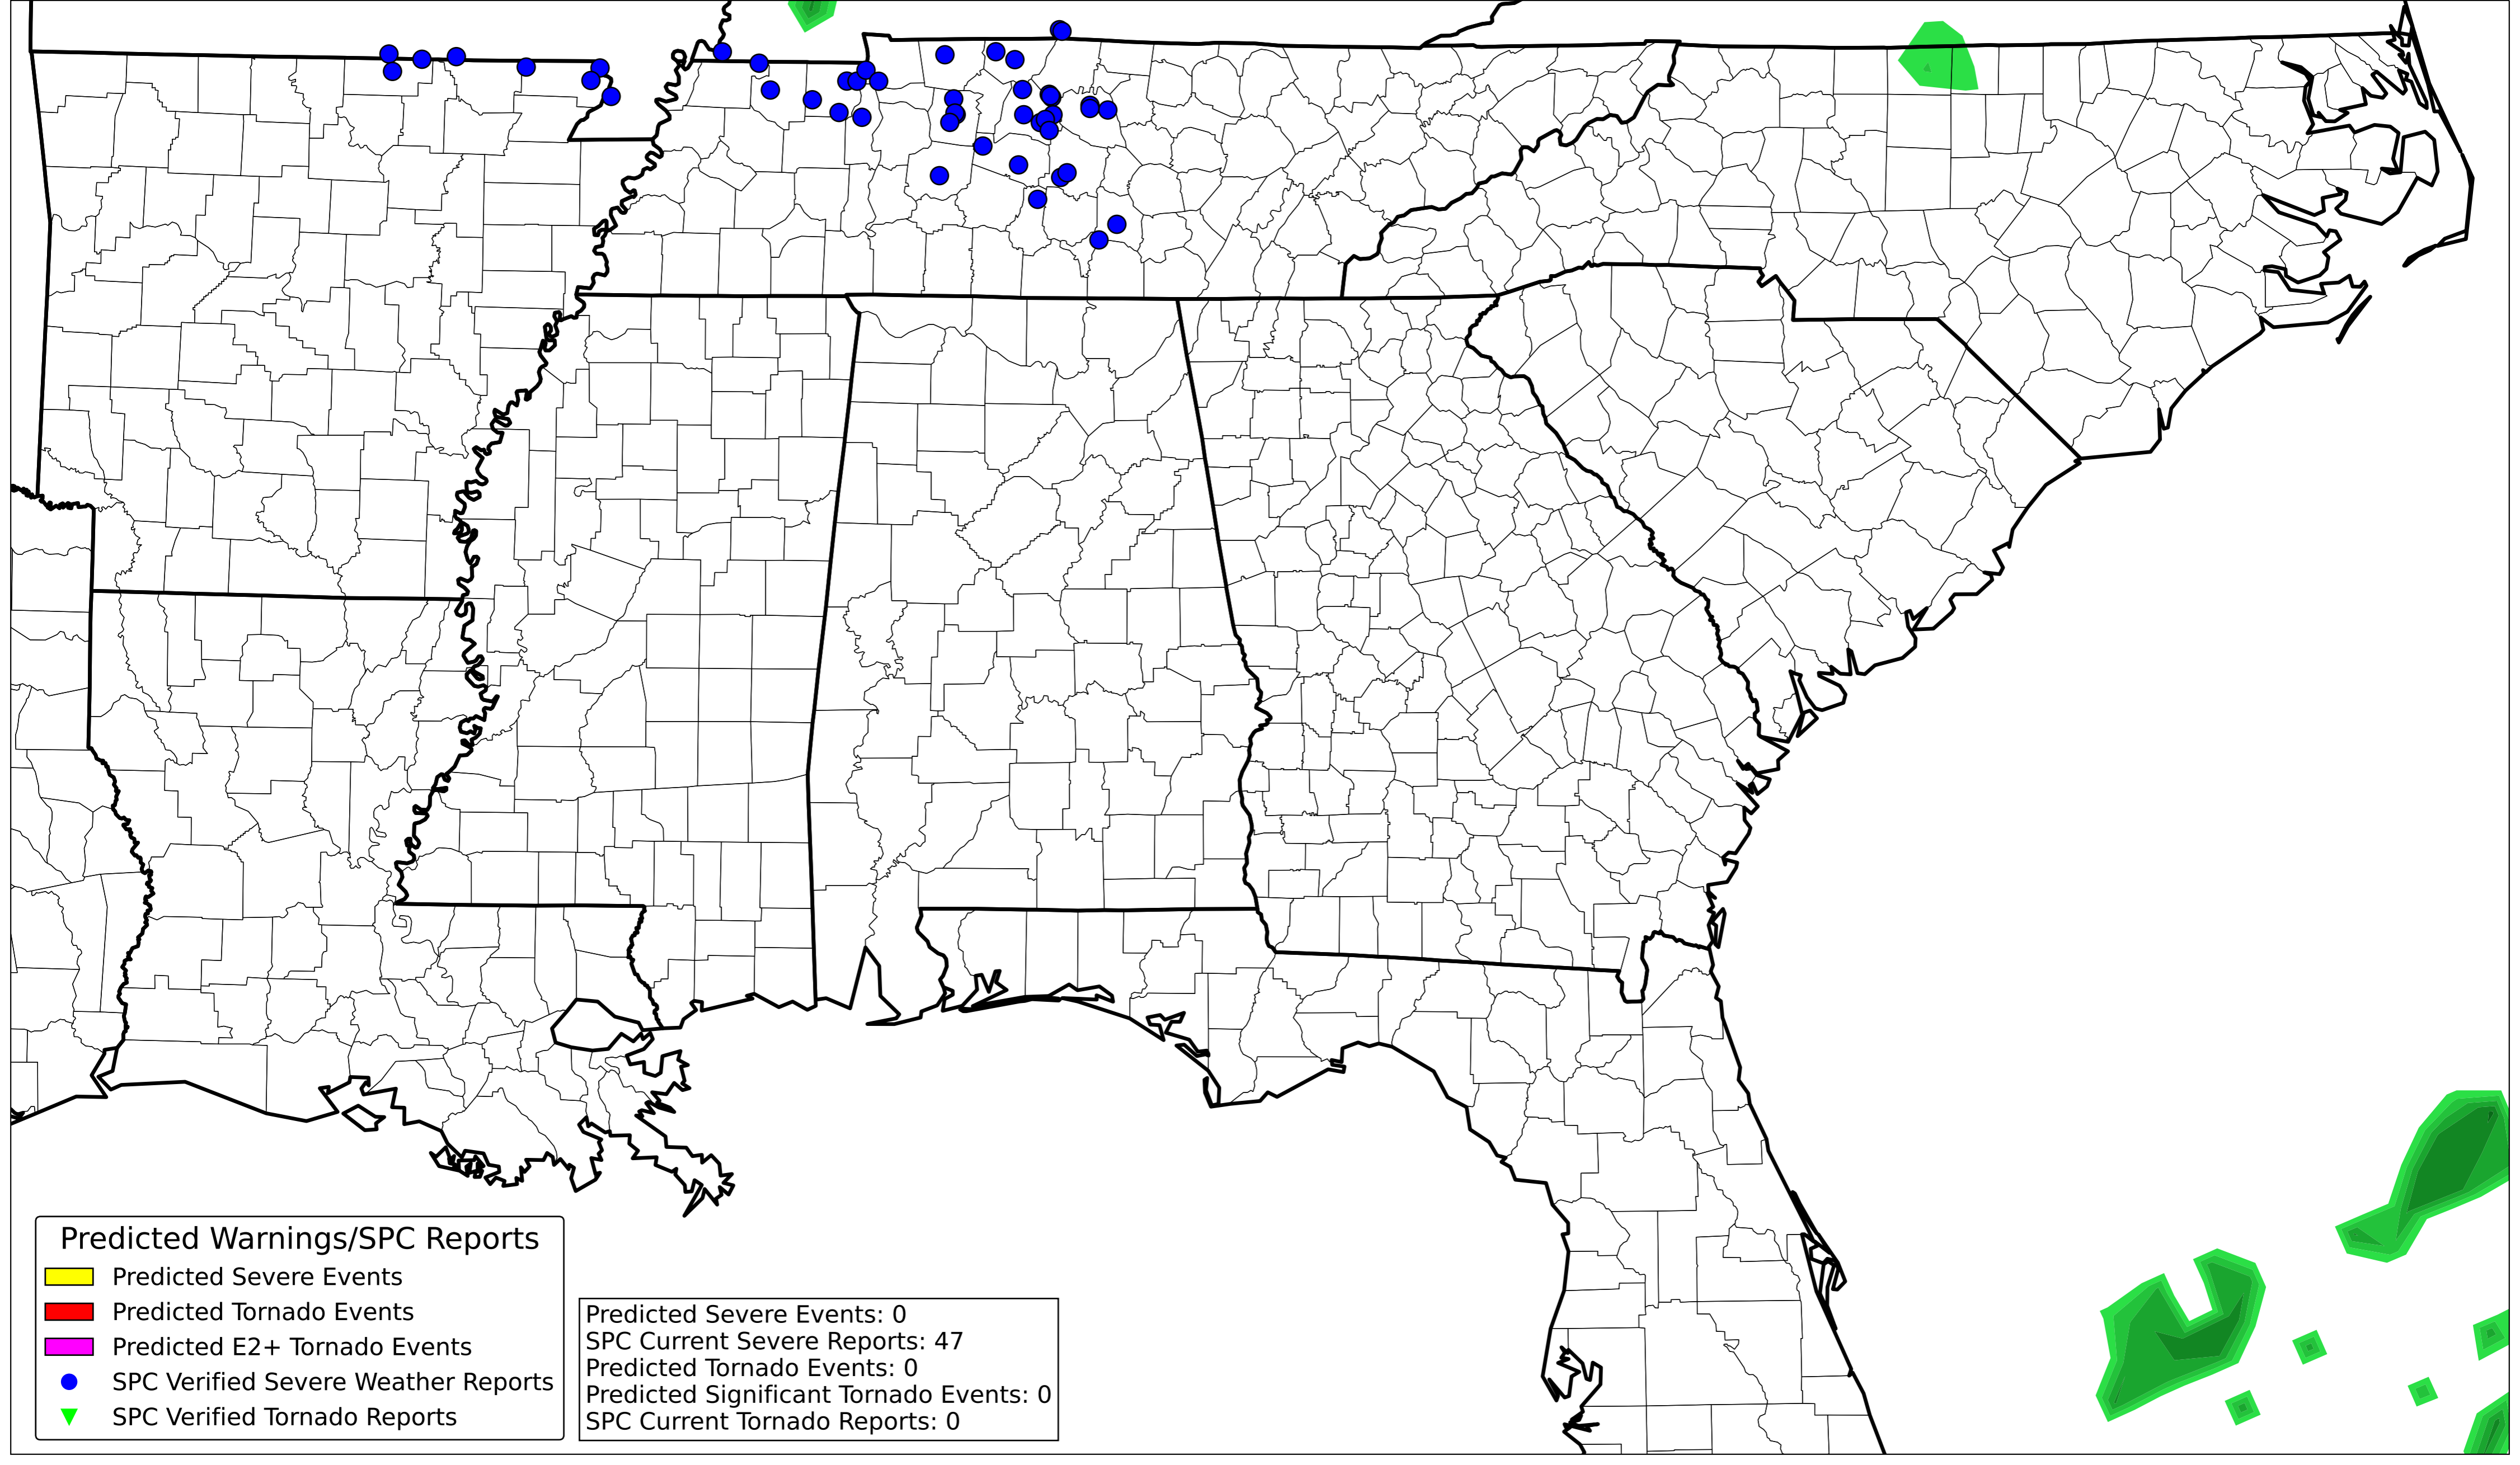 Predicted Warnings/SPC Reports
Predicted Severe Events
Predicted Tornado Events
Predicted E2+ Tornado Events
SPC Verified Severe Weather Reports
SPC Verified Tornado Reports
Predicted Severe Events: 0
SPC Current Severe Reports: 47
Predicted Tornado Events: 0
Predicted Significant Tornado Events: 0
SPC Current Tornado Reports: 0